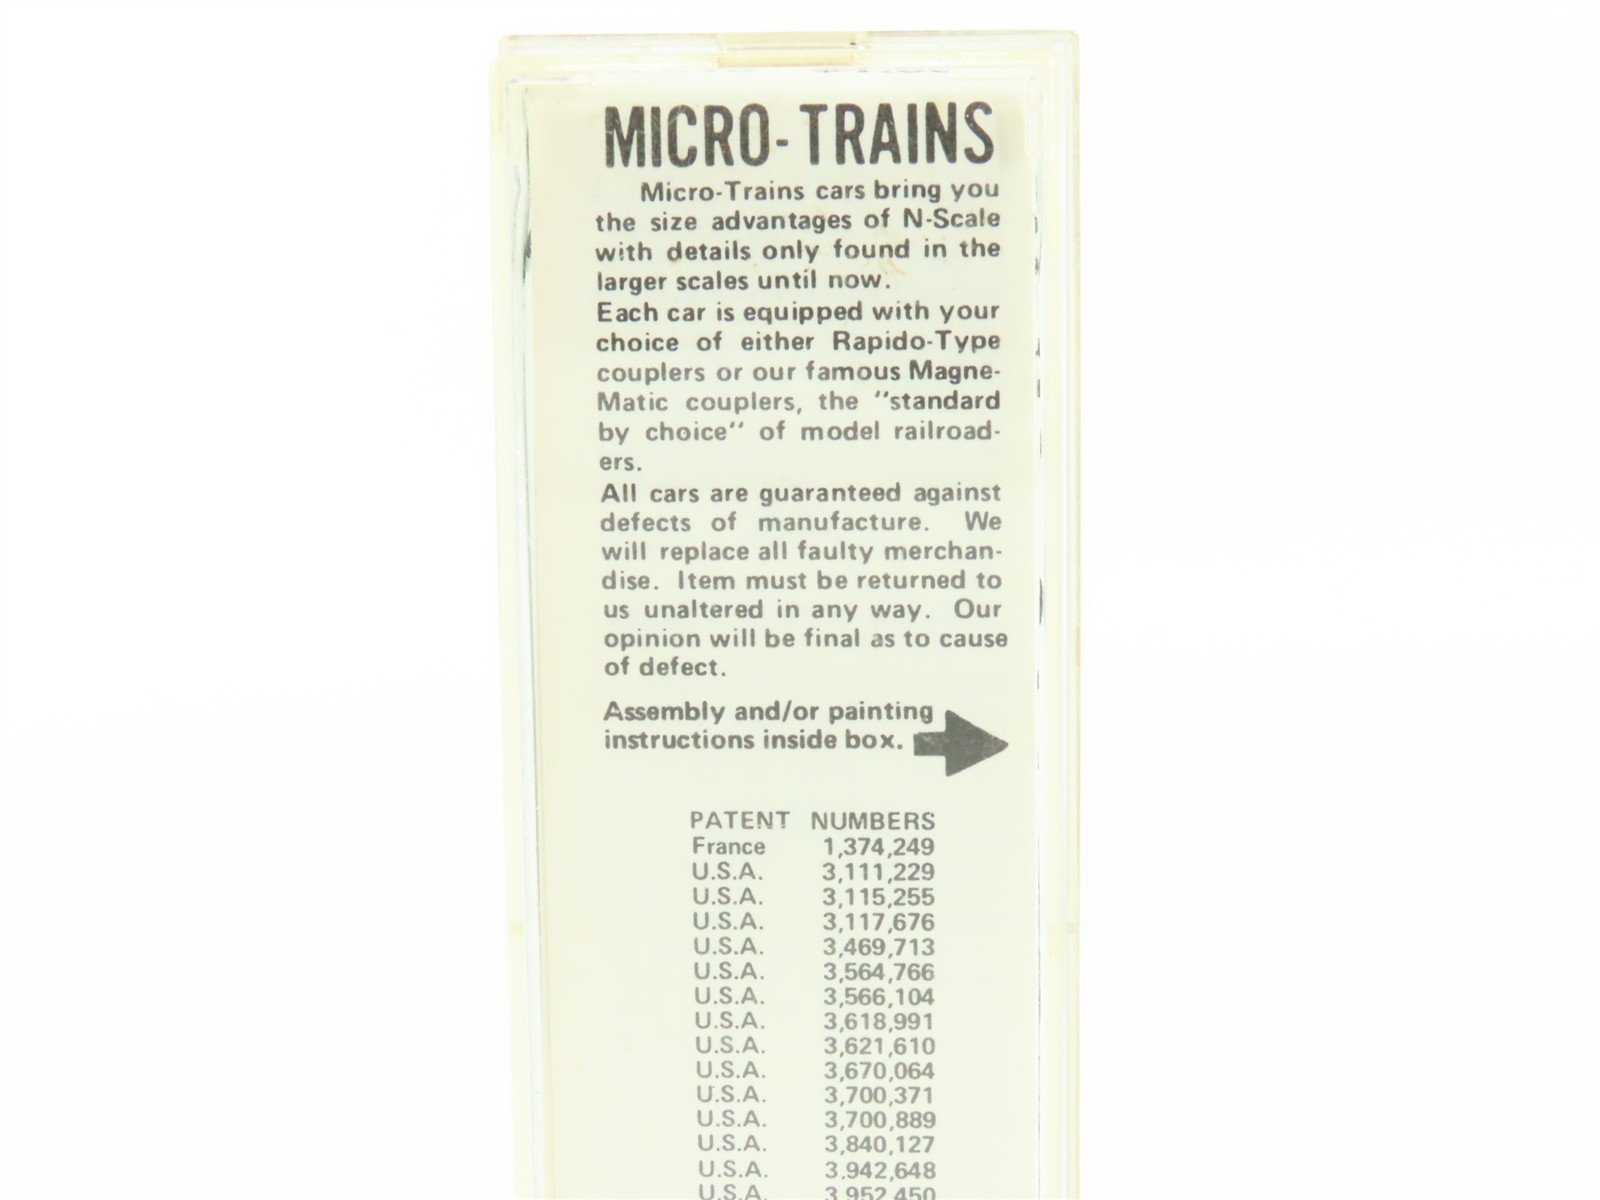 MICRO-TRAINS
Micro-Trains cars bring you
the size advantages of N-Scale
with details only found in the
larger scales until now.
Each car is equipped with your
choice of either Rapido-Type
couplers or our famous Magne-
Matic couplers, the "standard
by choice" of model railroad-
ers.
All cars are guaranteed against
defects of manufacture. We
will replace all faulty merchan-
dise. Item must be returned to
us unaltered in any way. Our
opinion will be final as to cause
of defect.
Assembly and/or painting
instructions inside box.
PATENT NUMBERS
France 1,374,249
U.S.A. 3,111,229
U.S.A. 3,115,255
U.S.A. 3,117,676
U.S.A. 3,469,713
U.S.A. 3,564,766
U.S.A. 3,566,104
U.S.A. 3,618,991
U.S.A. 3,621,610
U.S.A. 3,670,064
U.S.A. 3,700,371
U.S.A. 3,700,889
U.S.A. 3,840,127
U.S.A. 3,942,648
U.S.A. 3,952,450